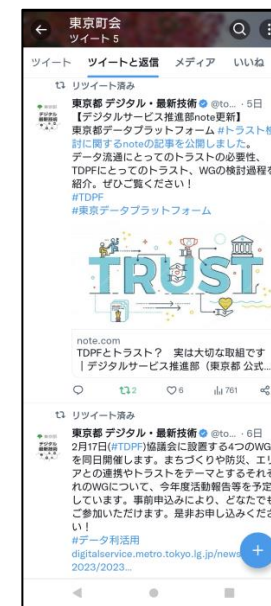 東京町会
ツイート 5
ツイート
ツイートと返信
メディア
いいね
リツイート済み
東京都 デジタル・最新技術 @to... · 5日
【デジタルサービス推進部note更新】
東京都データプラットフォーム #トラスト検
討に関するnoteの記事を公開しました。
データ流通にとってのトラストの必要性、
TDPFにとってのトラスト、WGの検討過程を
紹介。ぜひご覧ください!
#TDPF
#東京データプラットフォーム
TRUST
note.com
TDPFとトラスト? 実は大切な取組です
|デジタルサービス推進部(東京都 公式...
2
6
761
リツイート済み
東京都 デジタル・最新技術 @to... · 6日
2月17日(#TDPF)協議会に設置する4つのWG
を同日開催します。まちづくりや防災、エリ
アとの連携やトラストをテーマとするそれぞ
れのWGについて、今年度活動報告等を予定
しています。事前申込みにより、どなたでも
ご参加いただけます。是非お申し込みくださ
い!
#データ利活用
digitalservice.metro.tokyo.lg.jp/news
2023/2023...